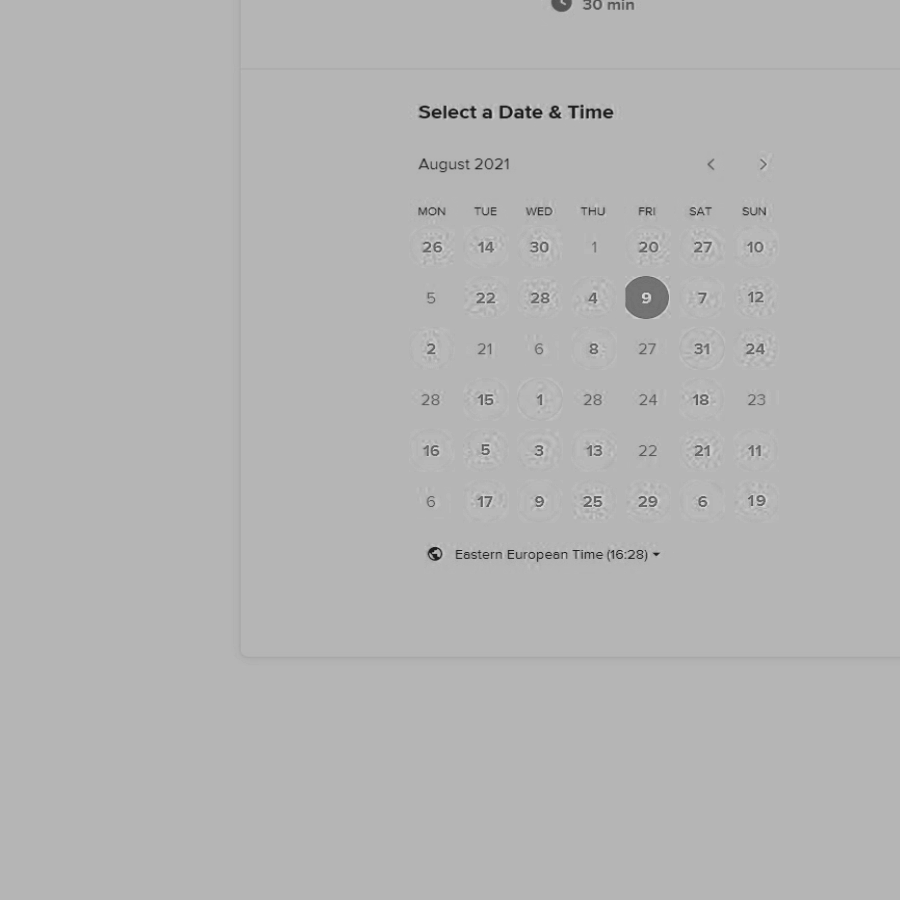 30 min
Select a Date & Time
August 2021
MON TUE WED THU FRI SAT SUN
26 14 30 1 20 27 10
5 22 28 4 9 7 12
2 21 6 8 27 31 24
28 15 1 28 24 18 23
16 5 3 13 22 21 11
6 17 9 25 29 6 19
Eastern European Time (16:28)